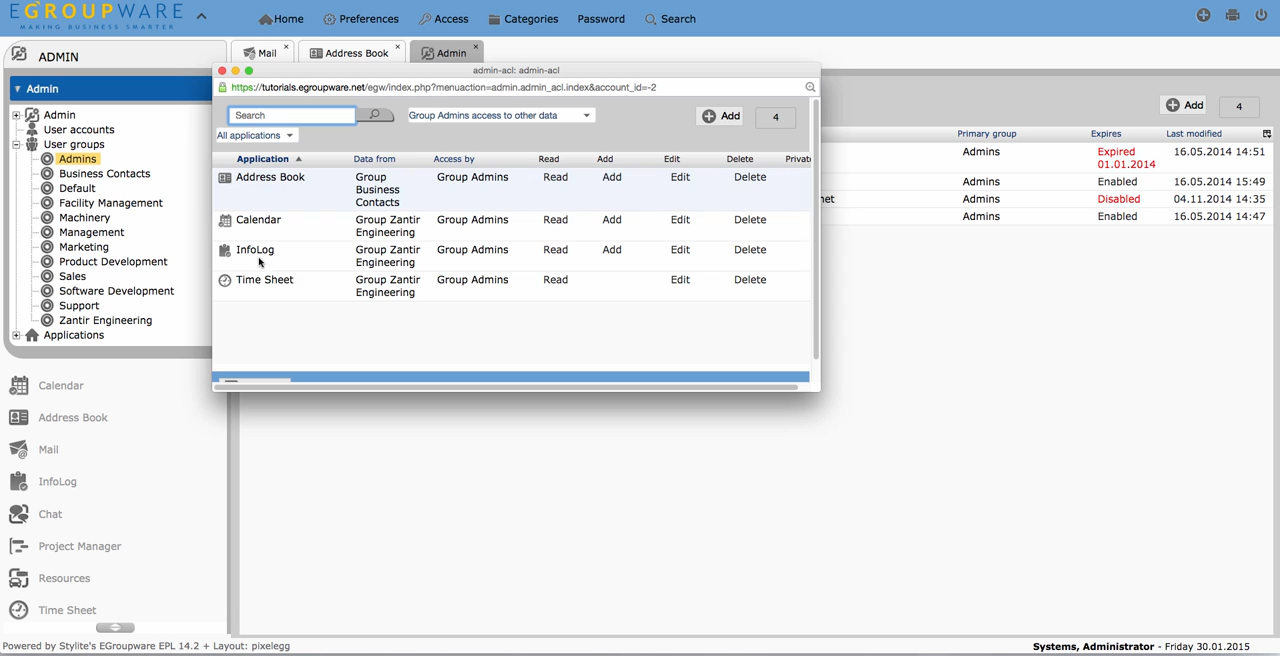 EGROUPWARE
MAKING BUSINESS SMARTER
Home
Preferences
Access
Categories
Password
Search
ADMIN
Mail
Address Book
Admin
Admin
Admin
User accounts
User groups
Admins
Business Contacts
Default
Facility Management
Machinery
Management
Marketing
Product Development
Sales
Software Development
Support
Zantir Engineering
Applications
Calendar
Address Book
Mail
InfoLog
Chat
Project Manager
Resources
Time Sheet
admin-acl: admin-acl
https://tutorials.egroupware.net/egw/index.php?menuaction=admin.admin_acl.index&account_id=-2
Search
Group Admins access to other data
Add
4
All applications
Application Data from Access by Read Add Edit Delete Privat
Address Book Group Business Contacts Group Admins Read Add Edit Delete
Calendar Group Zantir Engineering Group Admins Read Add Edit Delete
InfoLog Group Zantir Engineering Group Admins Read Add Edit Delete
Time Sheet Group Zantir Engineering Group Admins Read Edit Delete
Add
4
Primary group Expires Last modified
Admins Expired 01.01.2014 16.05.2014 14:51
Admins Enabled 16.05.2014 15:49
net Admins Disabled 04.11.2014 14:35
Admins Enabled 16.05.2014 14:47
Powered by Stylite's EGroupware EPL 14.2 + Layout: pixelegg
Systems, Administrator - Friday 30.01.2015